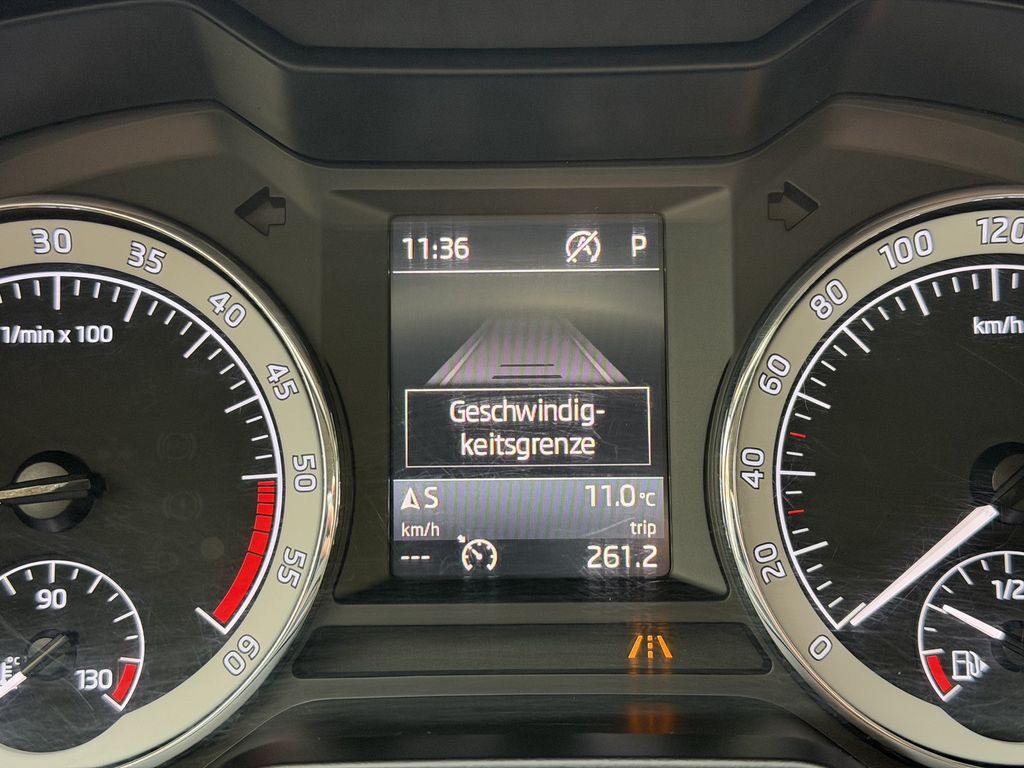 11:36 P
Geschwindig-
keitsgrenze
S 11.0 °C
km/h trip
--- 261.2
30
35
40
45
50
55
60
1/min x 100
90
130
°C
0
20
40
60
80
100
120
km/h
1/2